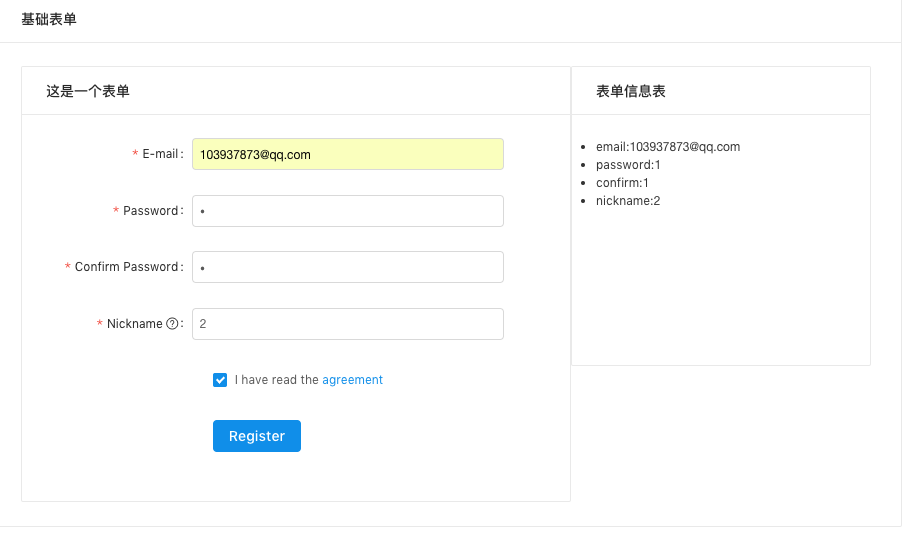 基础表单
这是一个表单
* E-mail:
103937873@qq.com
* Password:
•
* Confirm Password:
•
* Nickname ?:
2
I have read the agreement
Register
表单信息表
• email:103937873@qq.com
• password:1
• confirm:1
• nickname:2